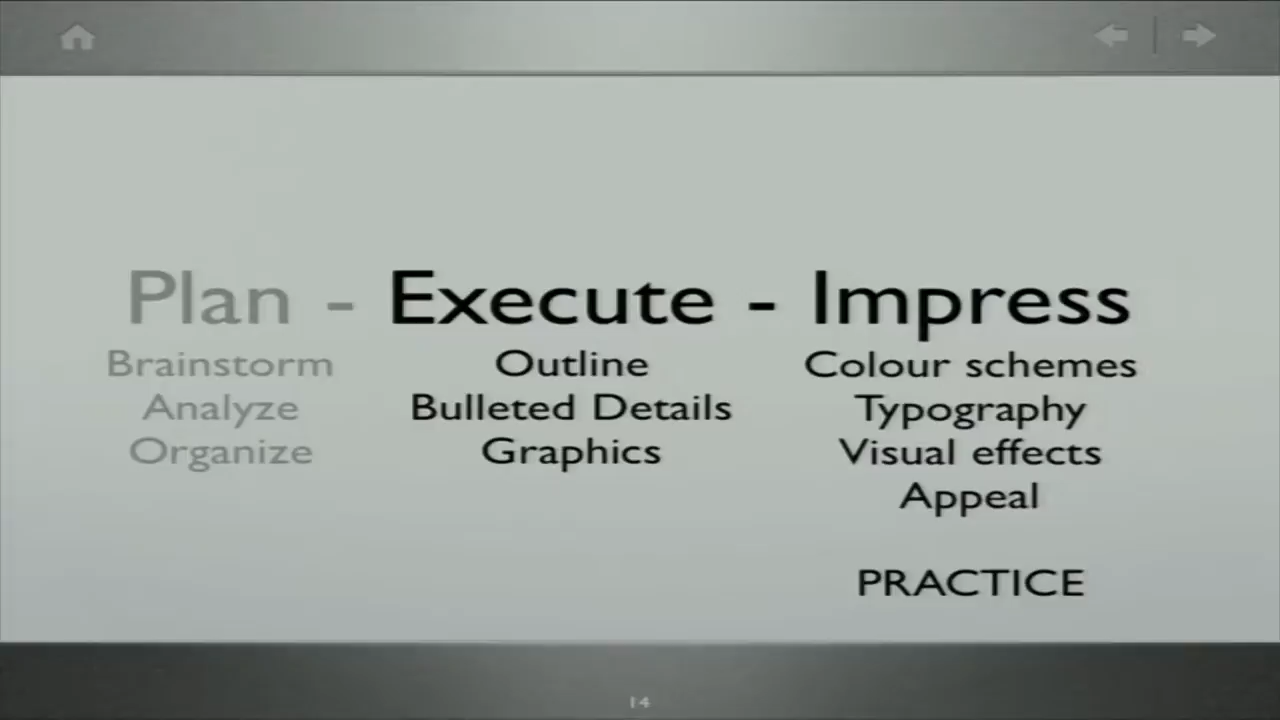 Plan - Execute - Impress
Brainstorm
Analyze
Organize
Outline
Bulleted Details
Graphics
Colour schemes
Typography
Visual effects
Appeal
PRACTICE
14